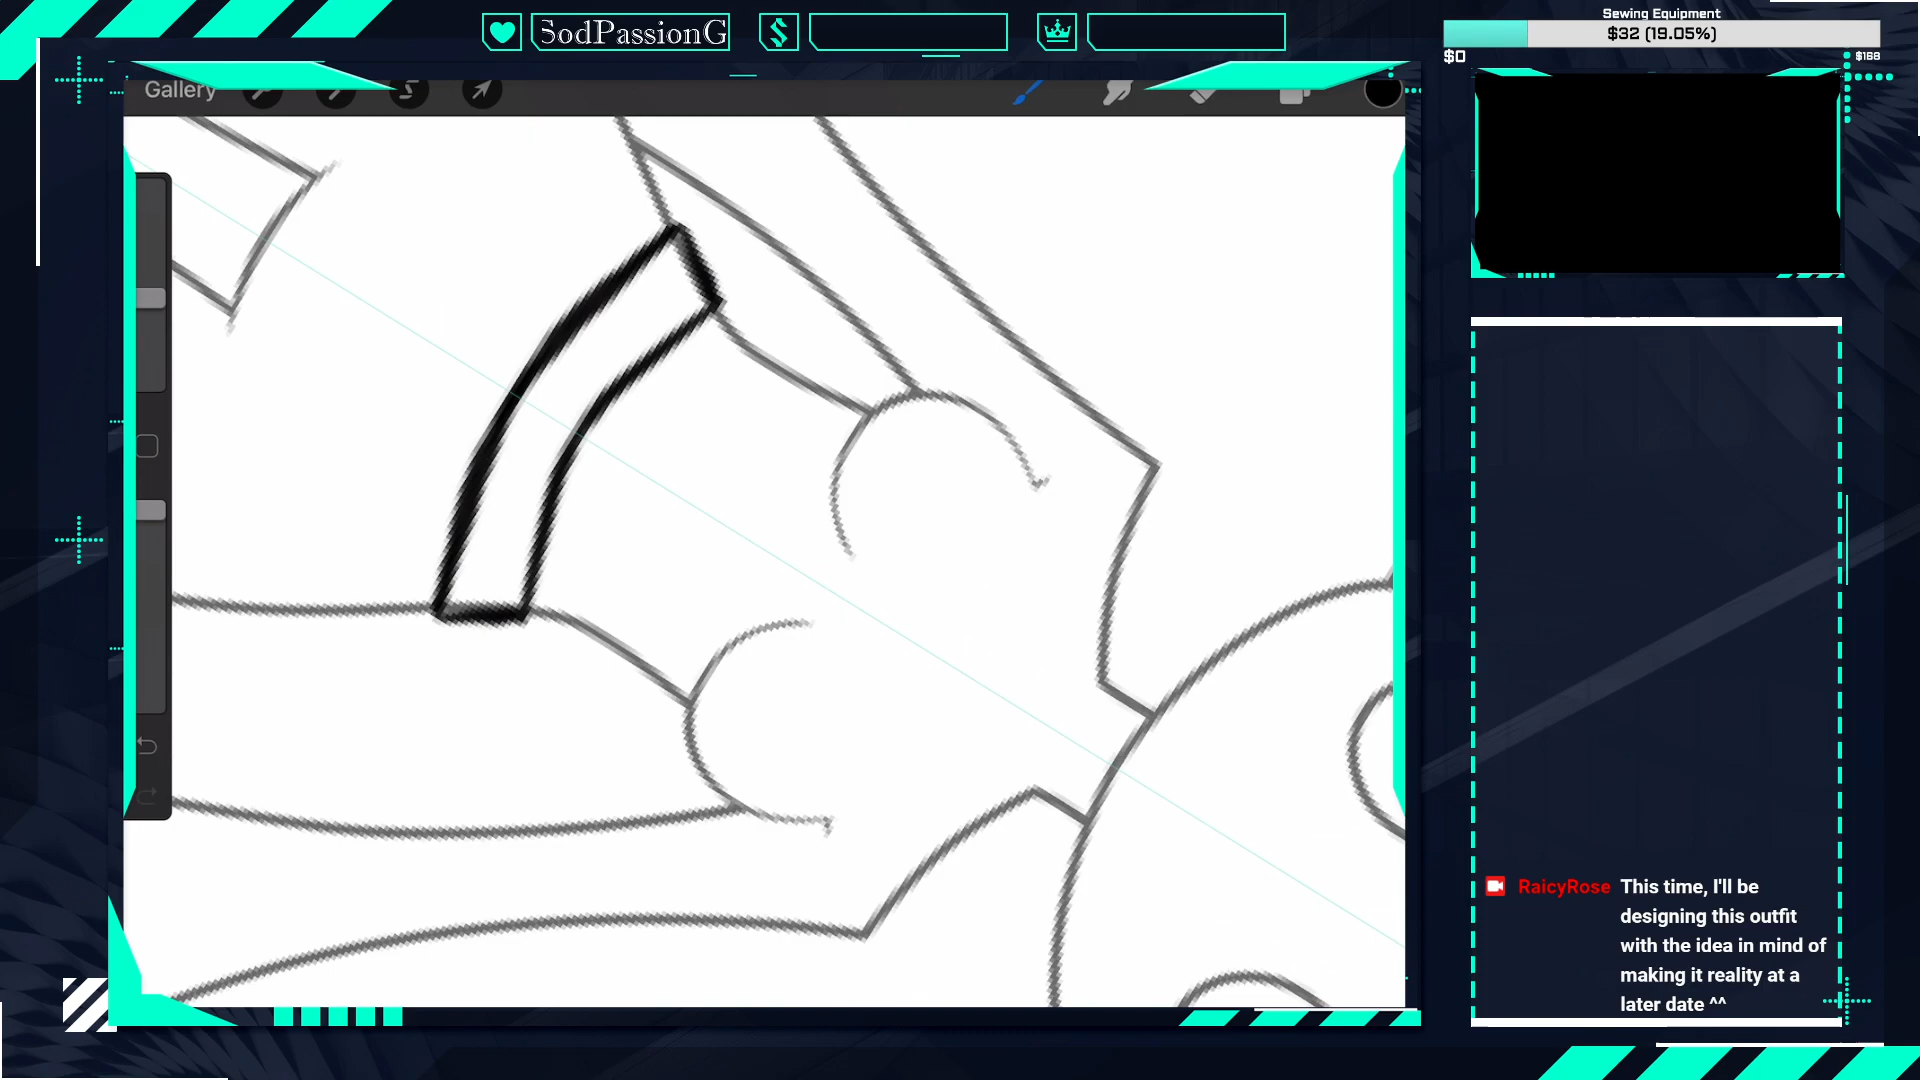 5odPassionG
Sewing Equipment
$32 (19.05%)
$0
$168
Gallery
RaicyRose This time, I'll be
designing this outfit
with the idea in mind of
making it reality at a
later date ^^